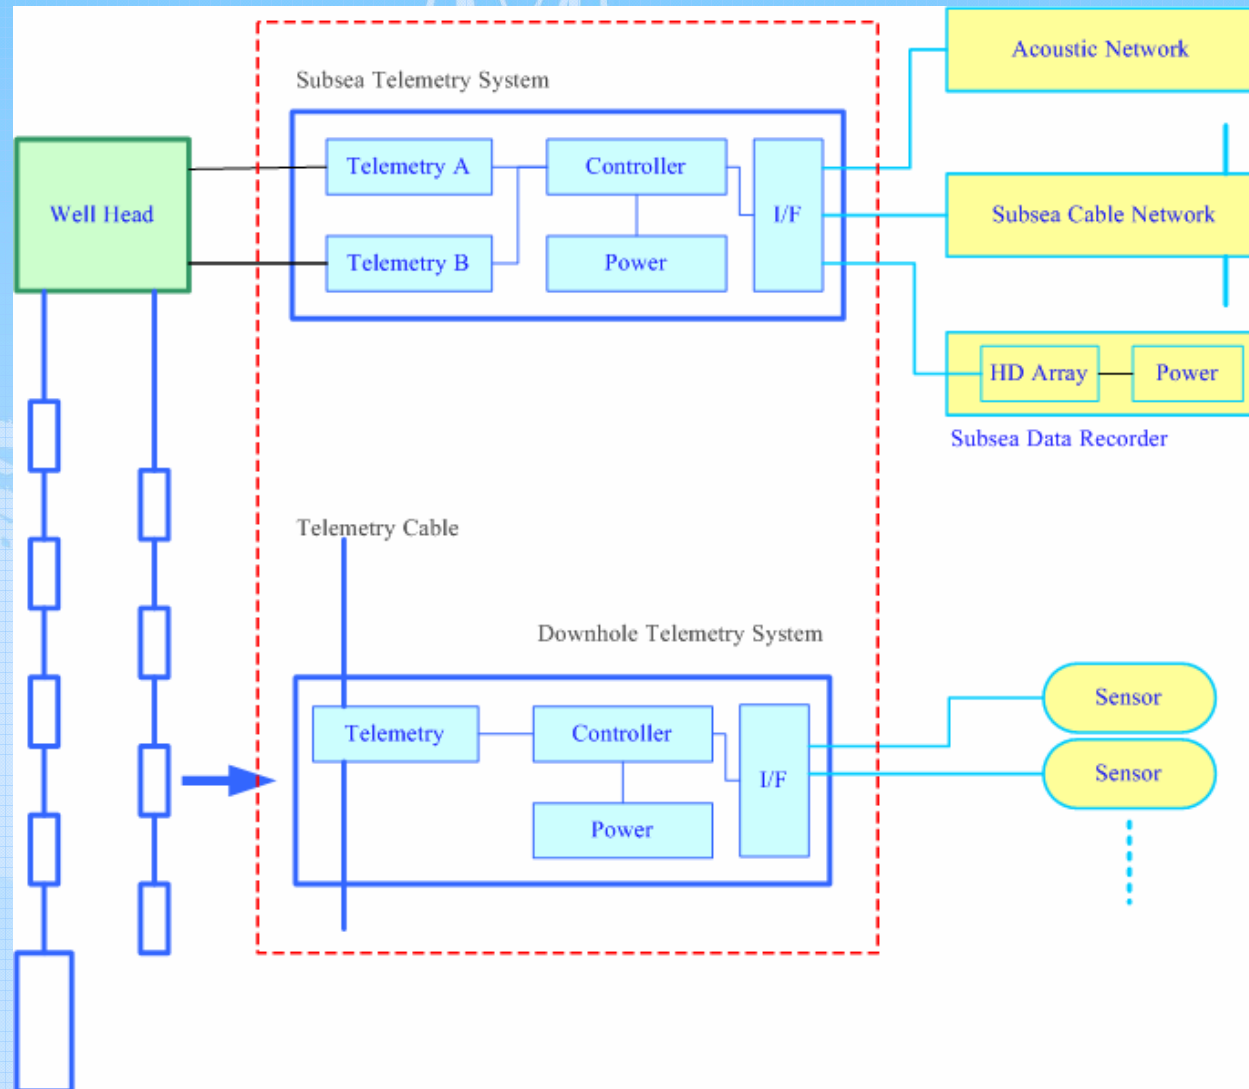 Subsea Telemetry System
Acoustic Network
Well Head
Telemetry A
Controller
I/F
Telemetry B
Power
Subsea Cable Network
HD Array
Power
Subsea Data Recorder
Telemetry Cable
Downhole Telemetry System
Telemetry
Controller
I/F
Power
Sensor
Sensor